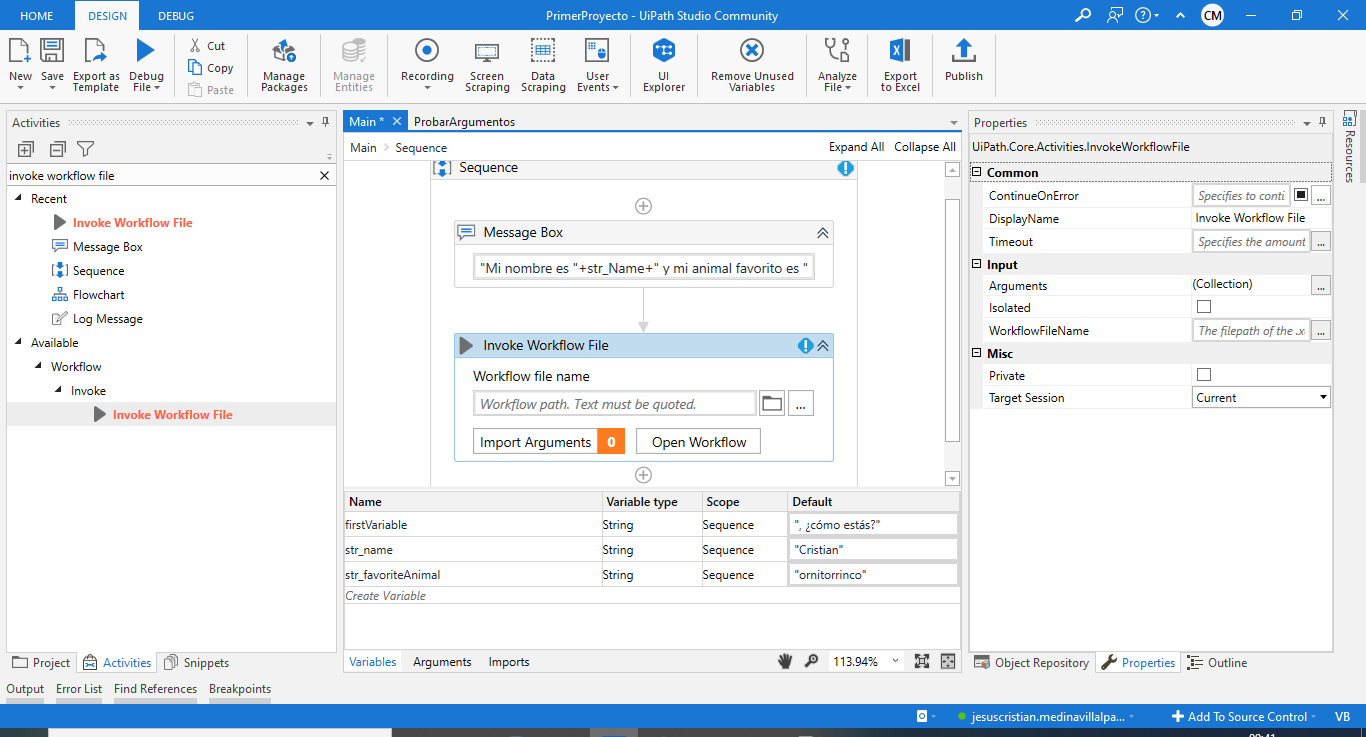 HOME DESIGN DEBUG PrimerProyecto - UiPath Studio Community ? CM
New Save Export as Template Debug File Cut Copy Paste Manage Packages Manage Entities Recording Screen Scraping Data Scraping User Events UI Explorer Remove Unused Variables Analyze File Export to Excel Publish
Activities
invoke workflow file
Recent
Invoke Workflow File
Message Box
Sequence
Flowchart
Log Message
Available
Workflow
Invoke
Invoke Workflow File
Project Activities Snippets
Main * ProbarArgumentos
Main > Sequence Expand All Collapse All
Sequence
Message Box
"Mi nombre es "+str_Name+" y mi animal favorito es "
Invoke Workflow File
Workflow file name
Workflow path. Text must be quoted. ...
Import Arguments 0 Open Workflow
Name Variable type Scope Default
firstVariable String Sequence ", ¿cómo estás?"
str_name String Sequence "Cristian"
str_favoriteAnimal String Sequence "ornitorrinco"
Create Variable
Variables Arguments Imports 113.94%
Properties
UiPath.Core.Activities.InvokeWorkflowFile
Common
ContinueOnError Specifies to conti ...
DisplayName Invoke Workflow File
Timeout Specifies the amount ...
Input
Arguments (Collection) ...
Isolated
WorkflowFileName The filepath of the .x ...
Misc
Private
Target Session Current
Object Repository Properties Outline
Resources
Output Error List Find References Breakpoints
jesuscristian.medinavillalpa... Add To Source Control VB